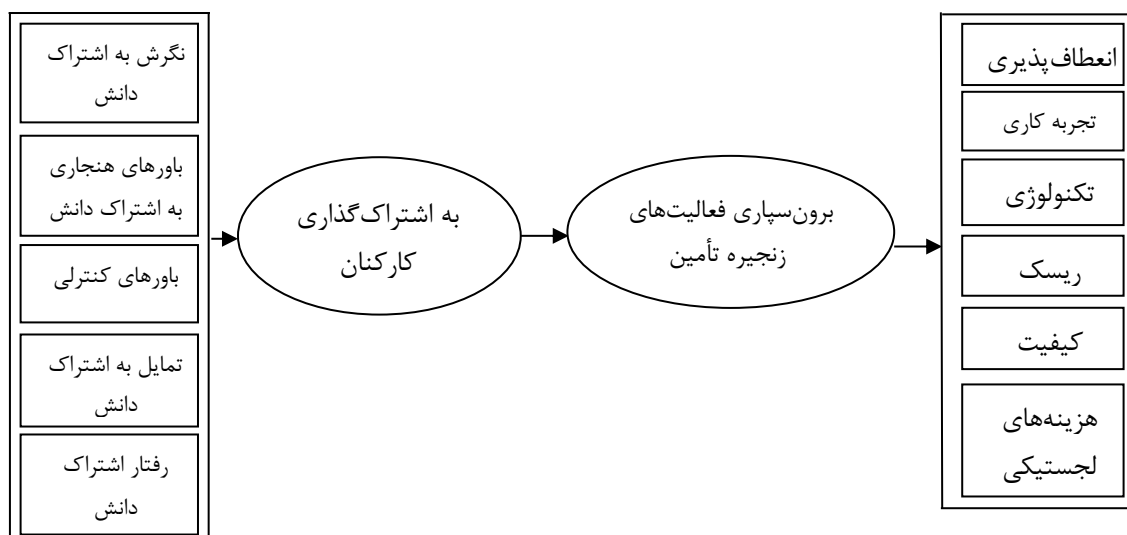 نگرش به اشتراک
دانش
باورهای هنجاری
به اشتراک دانش
باورهای کنترلی
تمایل به اشتراک
دانش
رفتار اشتراک
دانش
به اشتراک‌گذاری
کارکنان
برون‌سپاری فعالیت‌های
زنجیره تأمین
انعطاف‌پذیری
تجربه کاری
تکنولوژی
ریسک
کیفیت
هزینه‌های
لجستیکی